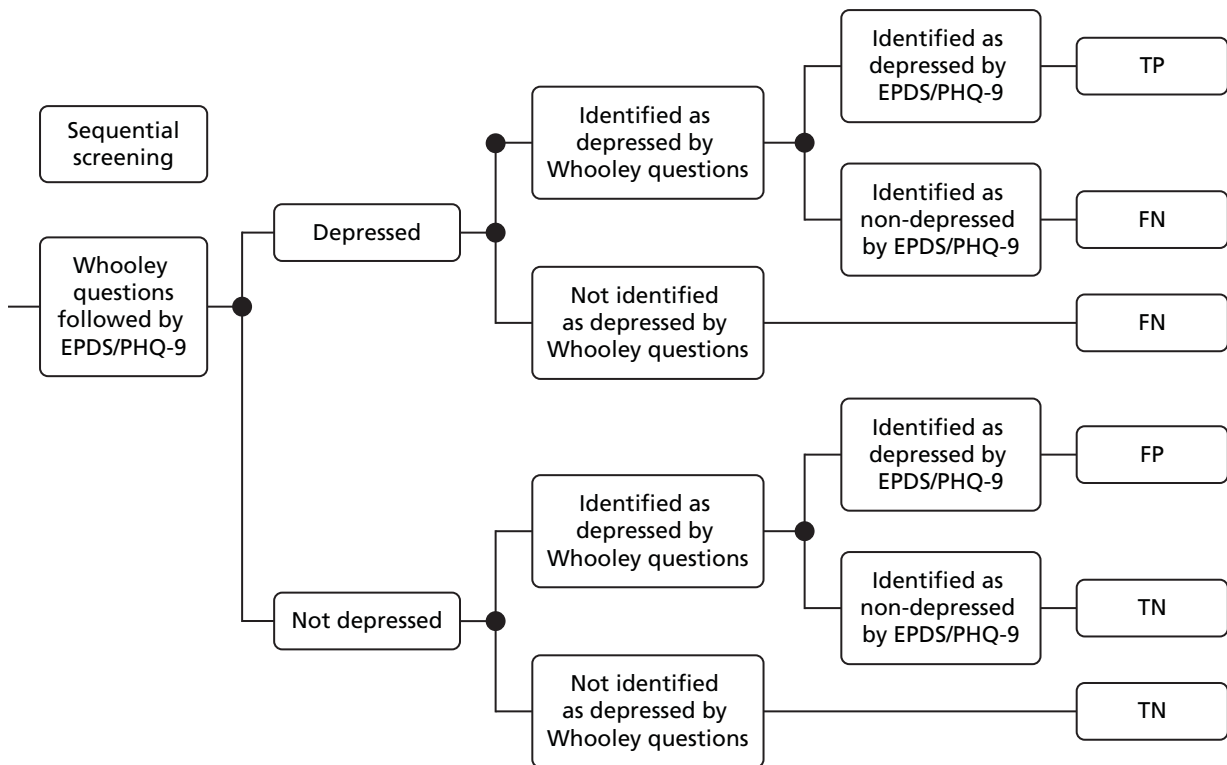 Sequential
screening
Whooley
questions
followed by
EPDS/PHQ-9
Depressed
Identified as
depressed by
Whooley questions
Identified as
depressed by
EPDS/PHQ-9
TP
Identified as
non-depressed
by EPDS/PHQ-9
FN
Not identified
as depressed by
Whooley questions
FN
Not depressed
Identified as
depressed by
Whooley questions
Identified as
depressed by
EPDS/PHQ-9
FP
Identified as
non-depressed
by EPDS/PHQ-9
TN
Not identified
as depressed by
Whooley questions
TN